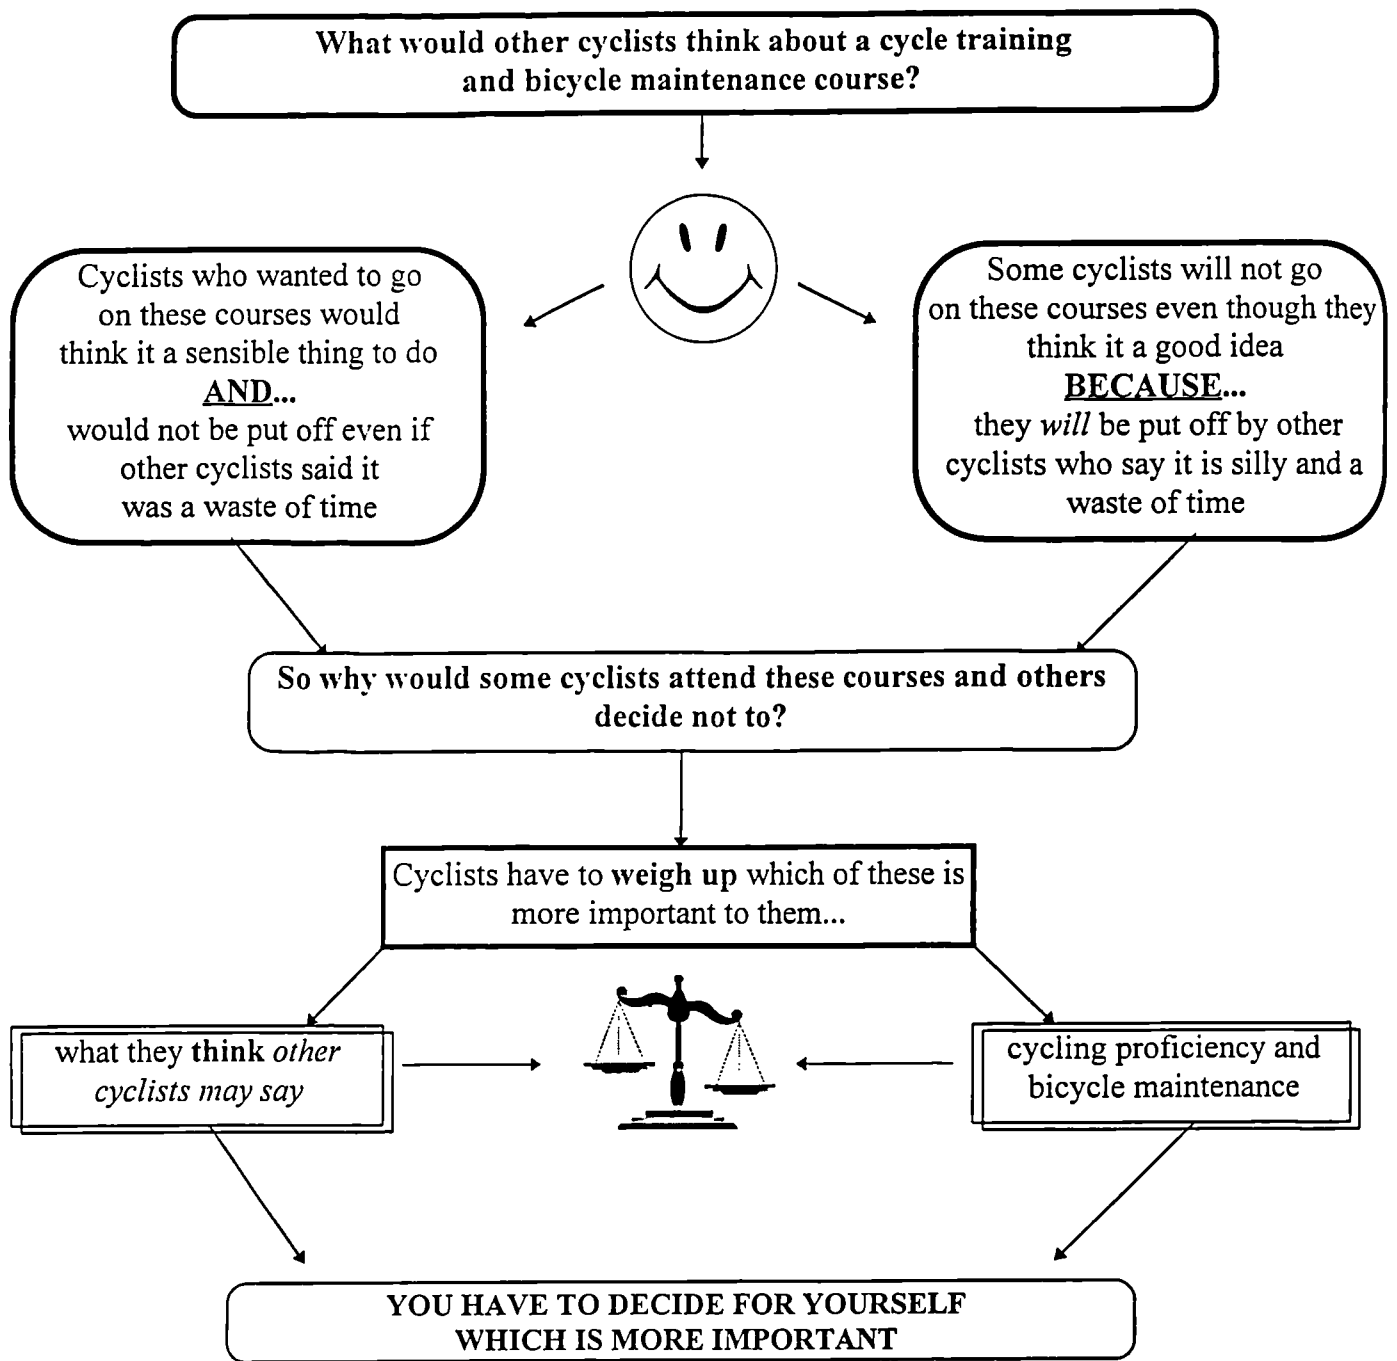 What would other cyclists think about a cycle training
and bicycle maintenance course?
Cyclists who wanted to go
on these courses would
think it a sensible thing to do
AND...
would not be put off even if
other cyclists said it
was a waste of time
Some cyclists will not go
on these courses even though they
think it a good idea
BECAUSE...
they will be put off by other
cyclists who say it is silly and a
waste of time
So why would some cyclists attend these courses and others
decide not to?
Cyclists have to weigh up which of these is
more important to them...
what they think other
cyclists may say
cycling proficiency and
bicycle maintenance
YOU HAVE TO DECIDE FOR YOURSELF
WHICH IS MORE IMPORTANT